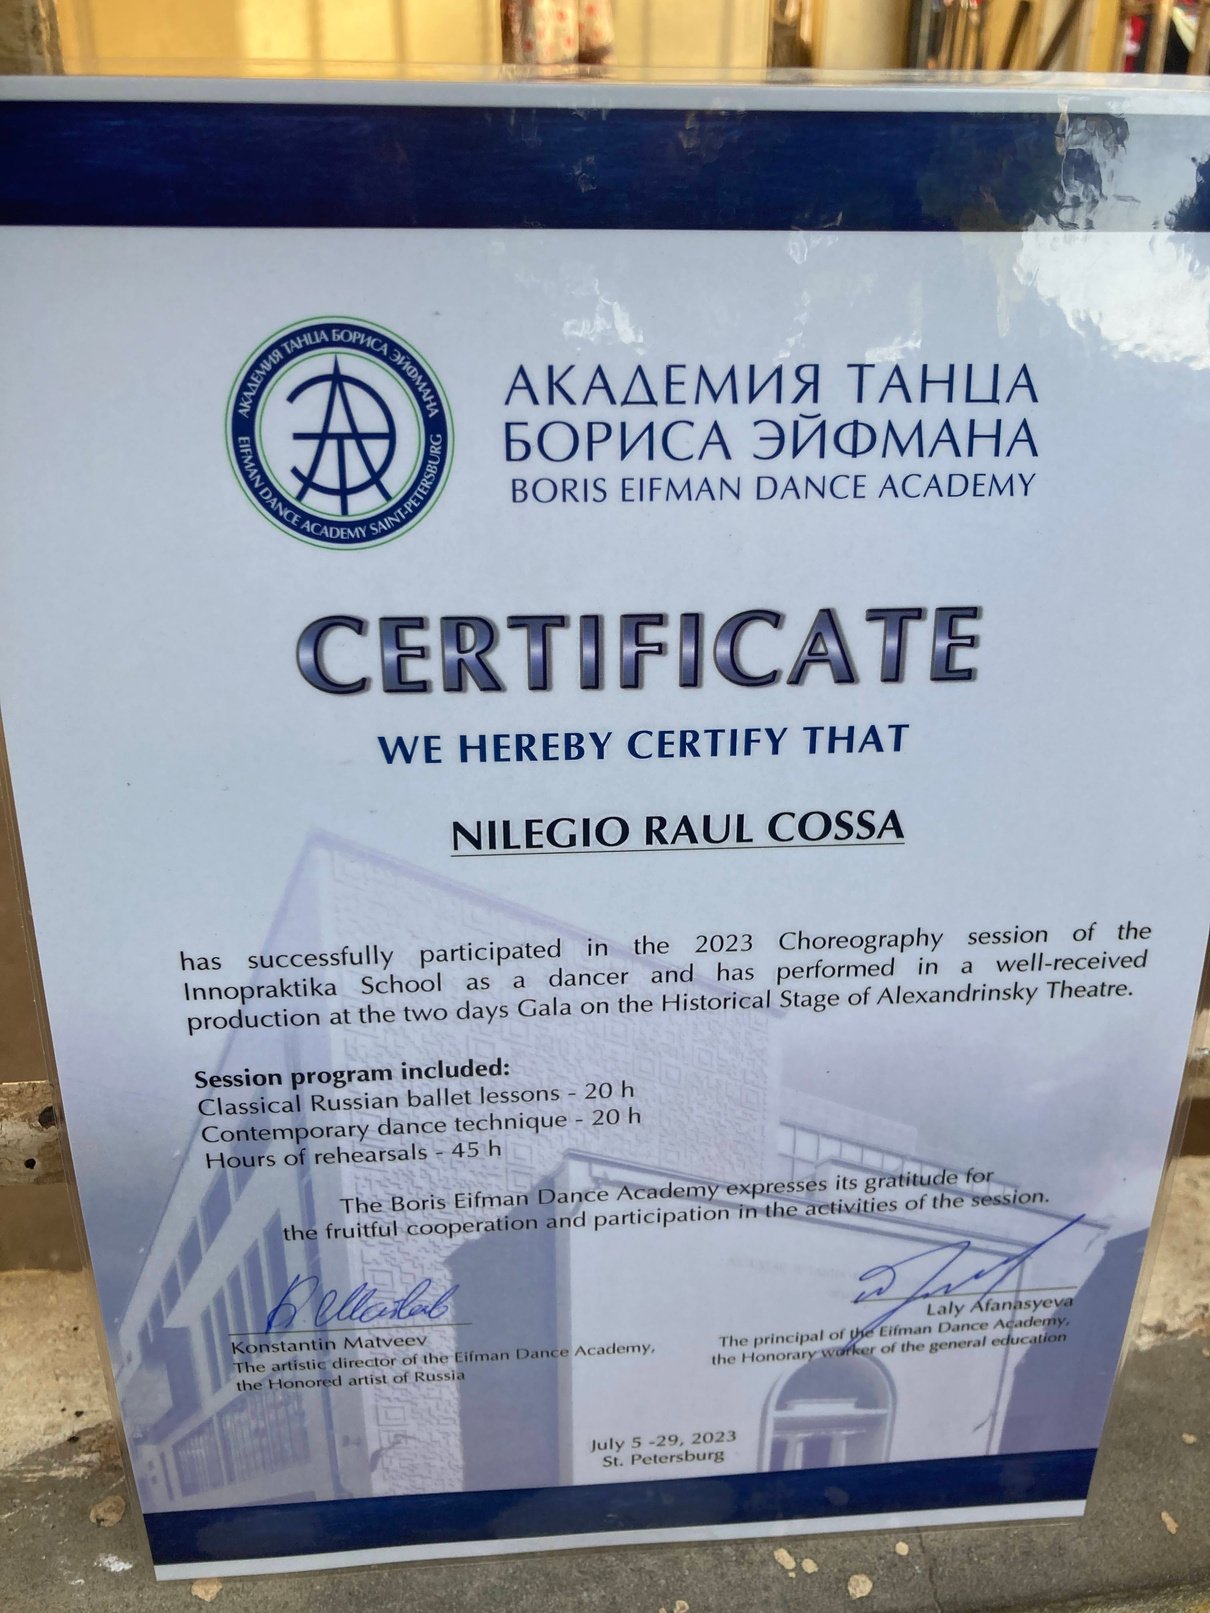 АКАДЕМИЯ ТАНЦА БОРИСА ЭЙФМАНА
EIFMAN DANCE ACADEMY SAINT-PETERSBURG
АКАДЕМИЯ ТАНЦА
БОРИСА ЭЙФМАНА
BORIS EIFMAN DANCE ACADEMY
CERTIFICATE
WE HEREBY CERTIFY THAT
NILEGIO RAUL COSSA
has successfully participated in the 2023 Choreography session of the
Innopraktika School as a dancer and has performed in a well-received
production at the two days Gala on the Historical Stage of Alexandrinsky Theatre.
Session program included:
Classical Russian ballet lessons - 20 h
Contemporary dance technique - 20 h
Hours of rehearsals - 45 h
The Boris Eifman Dance Academy expresses its gratitude for
the fruitful cooperation and participation in the activities of the session.
Konstantin Matveev
The artistic director of the Eifman Dance Academy,
the Honored artist of Russia
Laly Afanasyeva
The principal of the Eifman Dance Academy,
the Honorary worker of the general education
July 5 -29, 2023
St. Petersburg